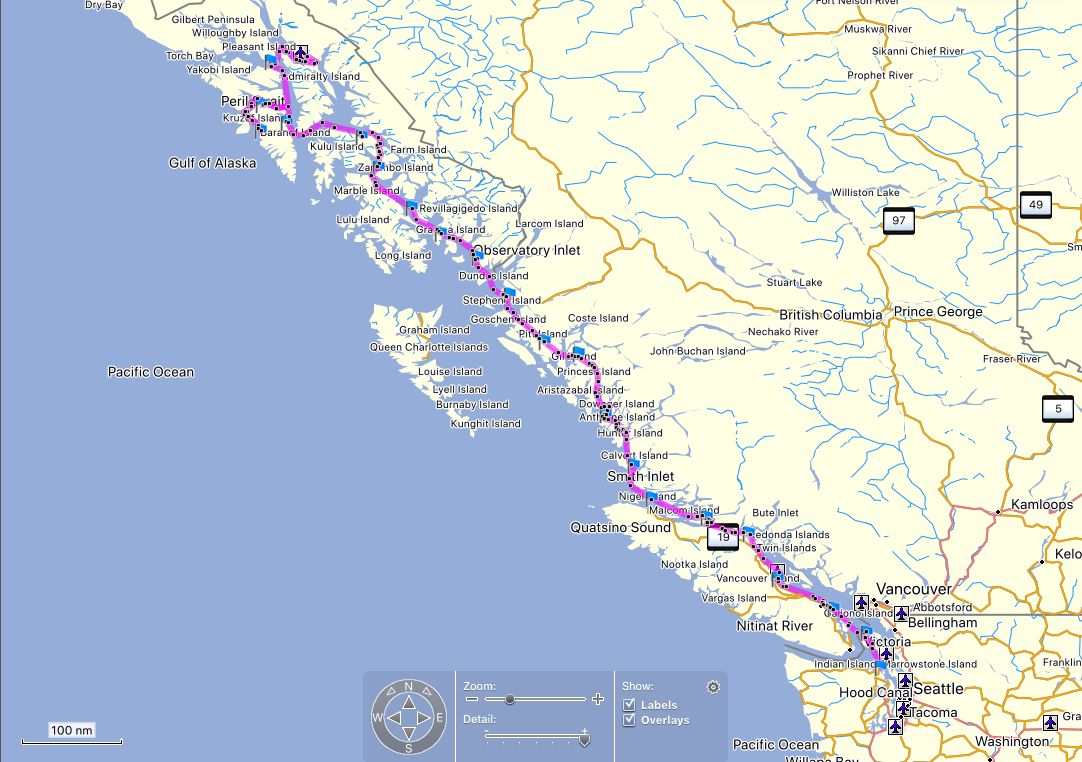 Dry Bay
Fort Nelson River
Gilbert Peninsula
Willoughby Island
Muskwa River
Pleasant Island
Sikanni Chief River
Torch Bay
Yakobi Island
Admiralty Island
Prophet River
Peril Strait
Kruzof Island
Baranof Island
Kulu Island
Farm Island
Gulf of Alaska
Zarembo Island
Marble Island
Williston Lake
49
97
Revillagigedo Island
Lulu Island
Larcom Island
Gravina Island
Sm
Long Island
Observatory Inlet
Dundas Island
Stuart Lake
Stephens Island
British Columbia
Prince George
Goschen Island
Coste Island
Graham Island
Nechako River
Pitt Island
Queen Charlotte Islands
John Buchan Island
Gil Island
Fraser River
Pacific Ocean
Louise Island
Princess Island
Lyell Island
Aristazabal Island
Burnaby Island
Dowager Island
5
Kunghit Island
Hunter Island
Calvert Island
Smith Inlet
Nigei Island
Kamloops
Malcolm Island
Bute Inlet
Quatsino Sound
19
Redonda Islands
Twin Islands
Kelo
Nootka Island
Vancouver Island
Vancouver
Vargas Island
Abbotsford
Galiano Island
Bellingham
Nitinat River
Victoria
Indian Island
Marrowstone Island
Franklin
Zoom:
Show:
Hood Canal
Seattle
N
W
E
S
Labels
Tacoma
Gra
Detail:
Overlays
100 nm
Pacific Ocean
Washington
Willapa Bay